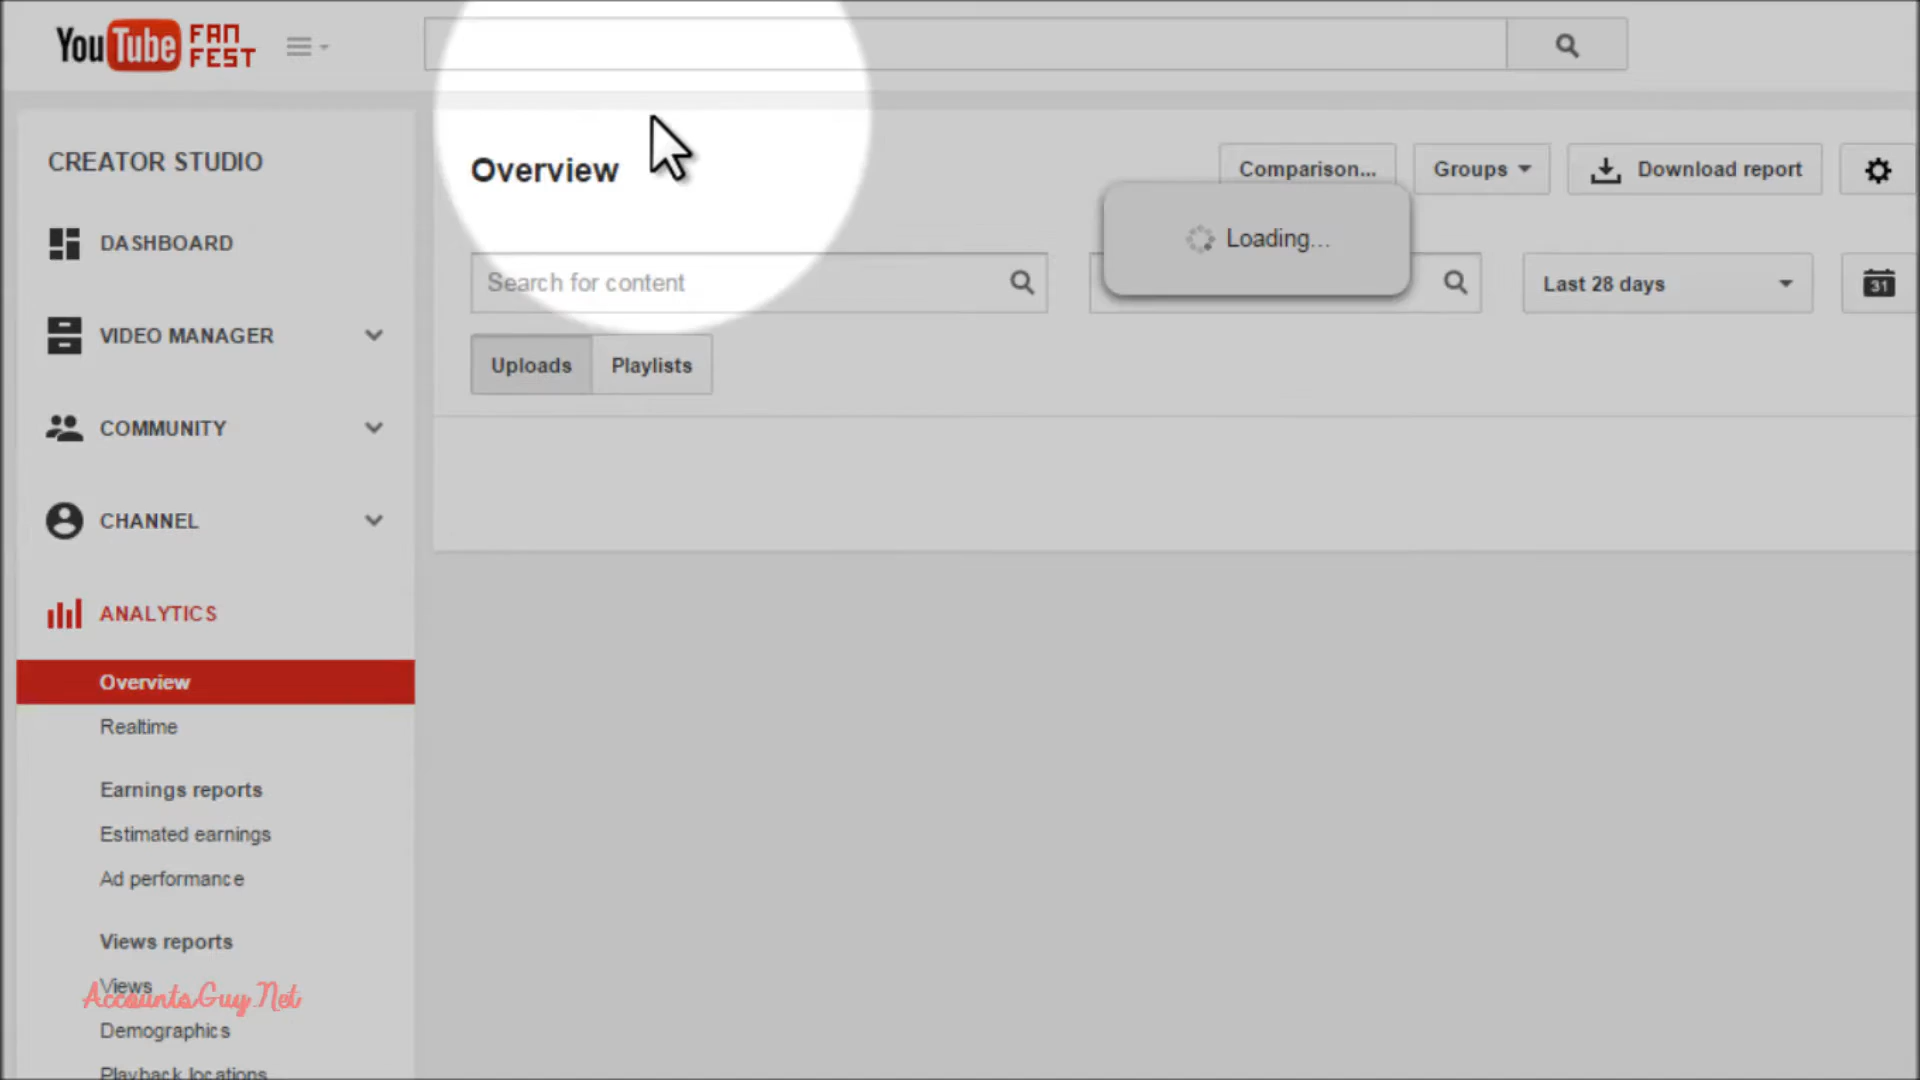 YouTube FAN FEST
CREATOR STUDIO
Overview
Comparison...
Groups
Download report
Loading...
DASHBOARD
Search for content
Last 28 days
31
VIDEO MANAGER
Uploads
Playlists
COMMUNITY
CHANNEL
ANALYTICS
Overview
Realtime
Earnings reports
Estimated earnings
Ad performance
Views reports
Views
AccountsGuy.Net
Demographics
Playback locations